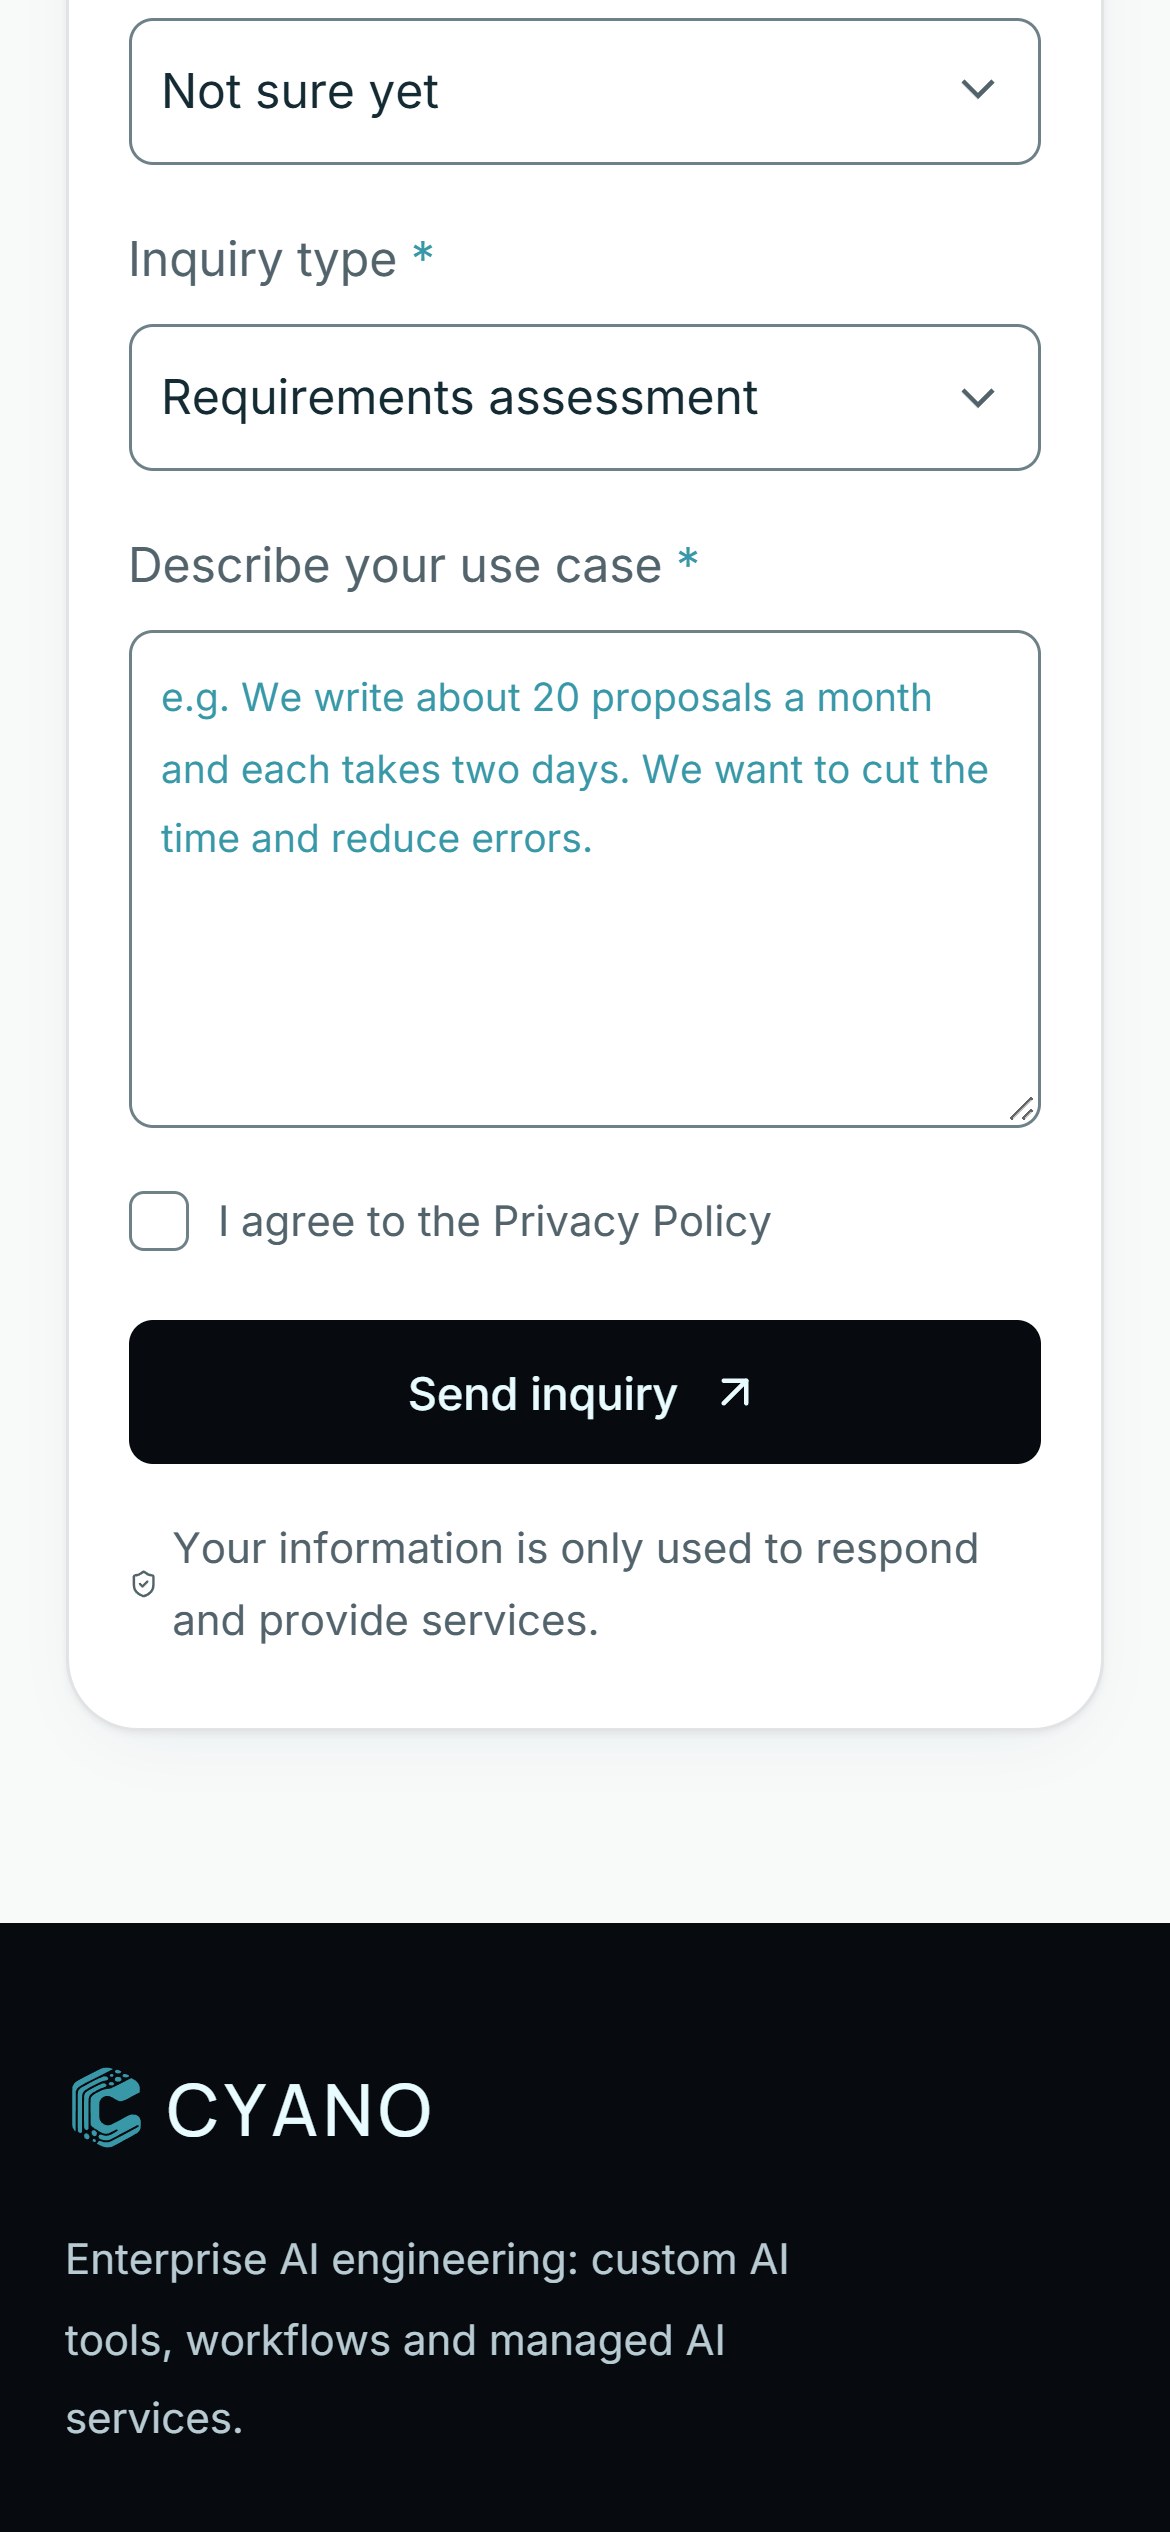 Not sure yet
Inquiry type *
Requirements assessment
Describe your use case *
e.g. We write about 20 proposals a month
and each takes two days. We want to cut the
time and reduce errors.
I agree to the Privacy Policy
Send inquiry
Your information is only used to respond
and provide services.
CYANO
Enterprise AI engineering: custom AI
tools, workflows and managed AI
services.